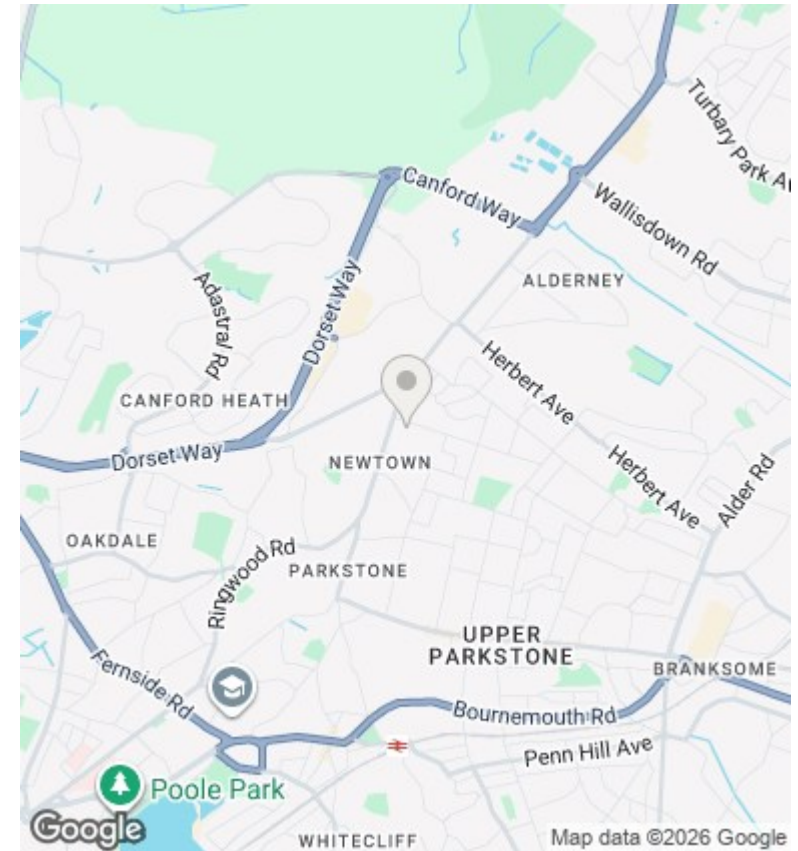 Turbary Park Av
Canford Way
Wallisdown Rd
ALDERNEY
Adastral Rd
Dorset Way
Herbert Ave
CANFORD HEATH
Dorset Way
NEWTOWN
Herbert Ave
Alder Rd
OAKDALE
Ringwood Rd
PARKSTONE
UPPER
PARKSTONE
BRANKSOME
Fernside Rd
Bournemouth Rd
Penn Hill Ave
Poole Park
Google
WHITECLIFF
Map data ©2026 Google